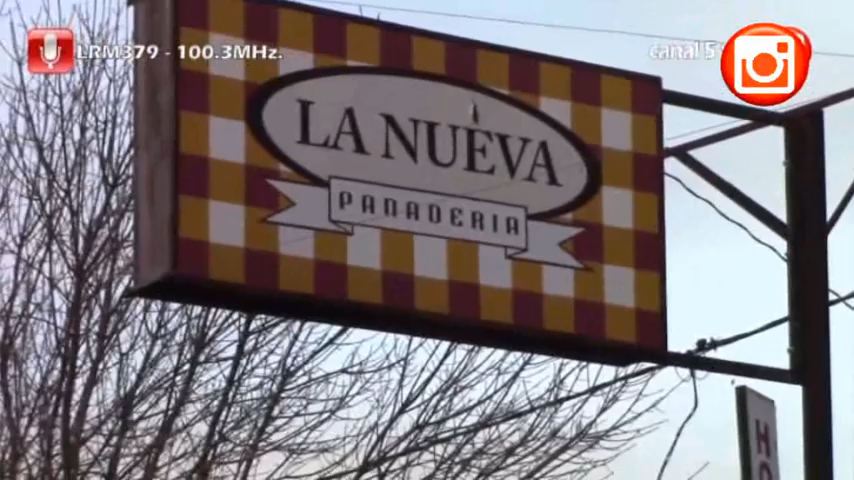 LRM379 - 100.3MHz.
canal 5
LA NUEVA
PANADERIA
HO